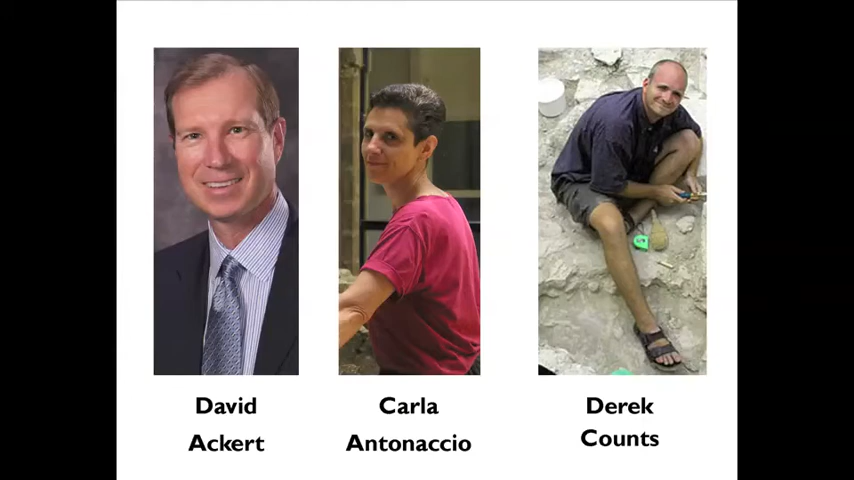 David
Ackert
Carla
Antonaccio
Derek
Counts